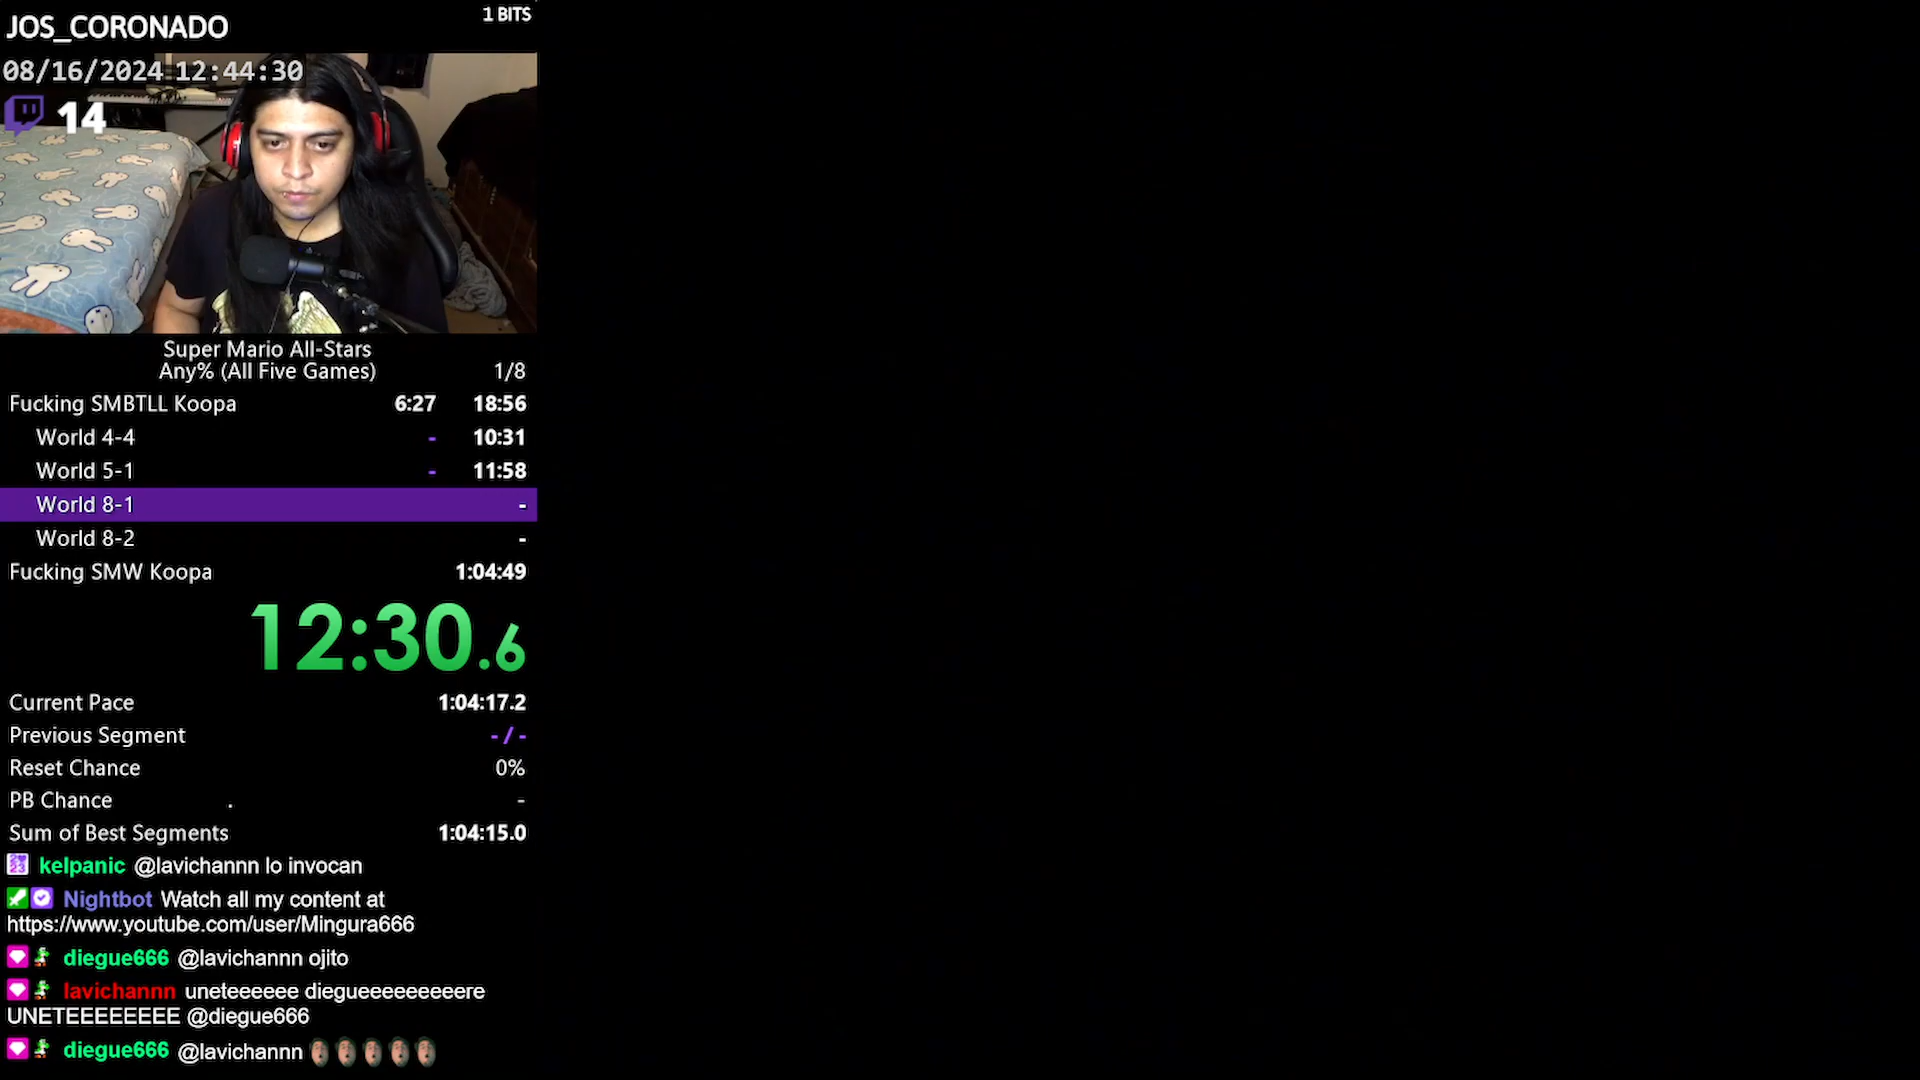 JOS_CORONADO
1 BITS
08/16/2024 12:44:30
14
Super Mario All-Stars
Any% (All Five Games) 1/8
Fucking SMBTLL Koopa 6:27 18:56
World 4-4 - 10:31
World 5-1 - 11:58
World 8-1 -
World 8-2 -
Fucking SMW Koopa 1:04:49
12:30.6
Current Pace 1:04:17.2
Previous Segment - / -
Reset Chance 0%
PB Chance . -
Sum of Best Segments 1:04:15.0
kelpanic @lavichannn lo invocan
Nightbot Watch all my content at
https://www.youtube.com/user/Mingura666
diegue666 @lavichannn ojito
lavichannn uneteeeeee diegueeeeeeeeere
UNETEEEEEEEE @diegue666
diegue666 @lavichannn